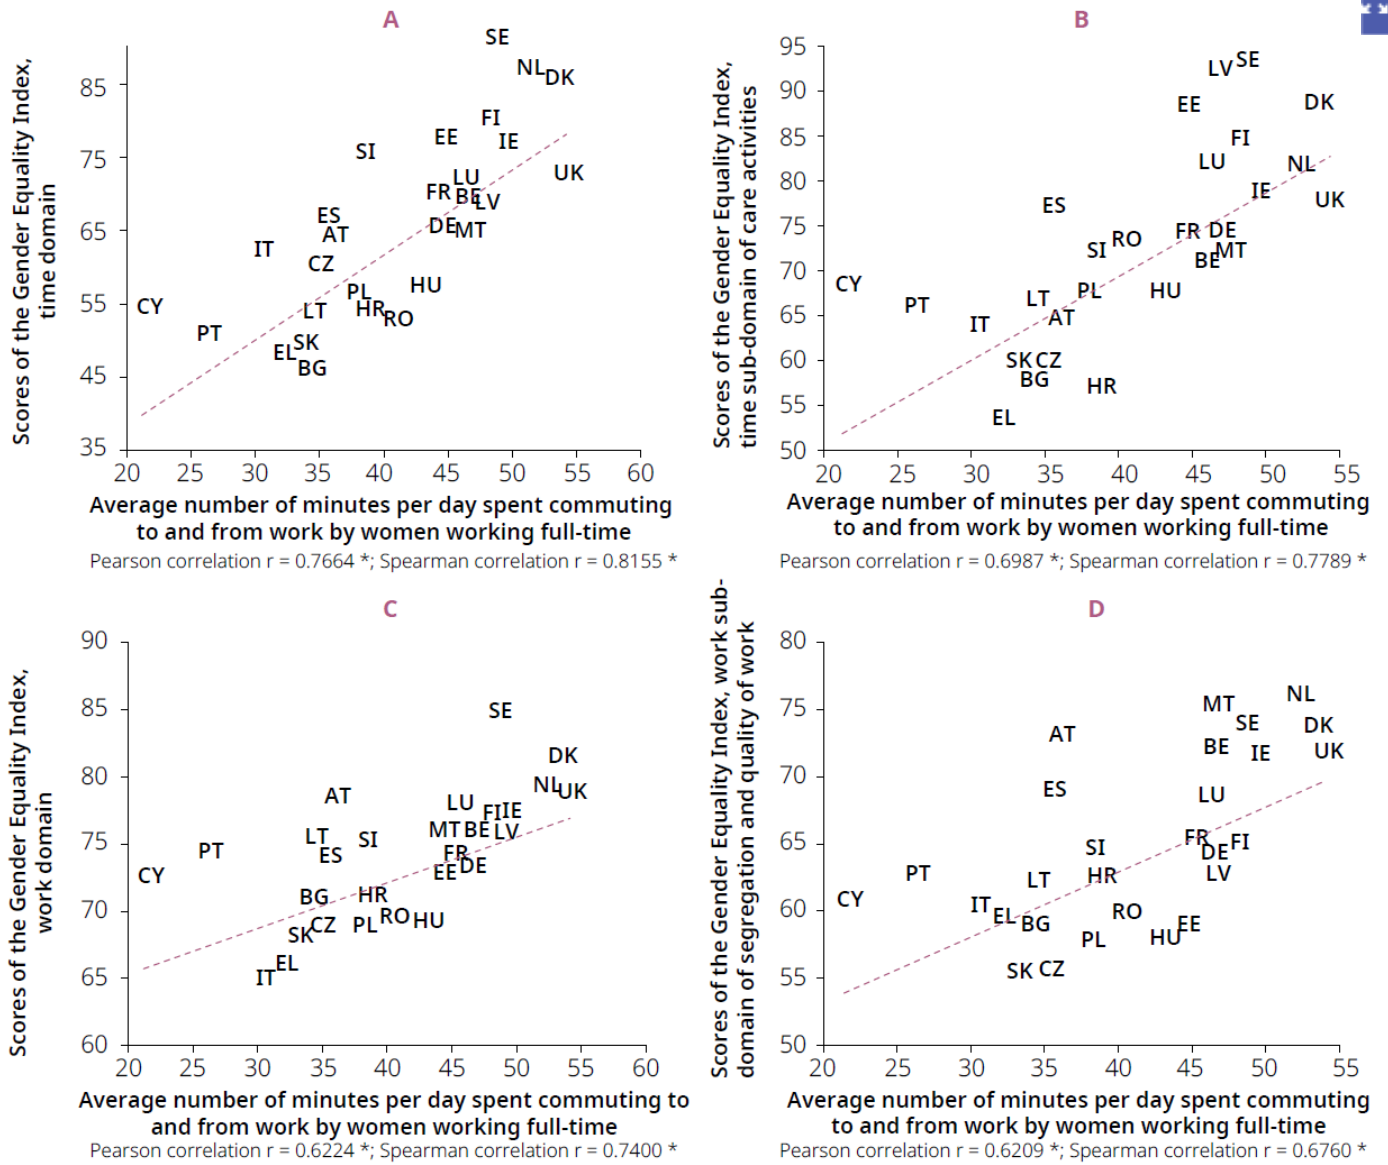 A
Scores of the Gender Equality Index,
time domain
85
75
65
55
45
35
SE
NL
DK
FI
EE
IE
SI
UK
LU
FR
BE
LV
ES
DE
MT
AT
IT
CZ
HU
PL
CY
LT
HR
RO
PT
SK
EL
BG
20 25 30 35 40 45 50 55 60
Average number of minutes per day spent commuting
to and from work by women working full-time
Pearson correlation r = 0.7664 *; Spearman correlation r = 0.8155 *
B
Scores of the Gender Equality Index,
time sub-domain of care activities
95
90
85
80
75
70
65
60
55
50
SE
LV
EE
DK
FI
LU
NL
IE
UK
ES
FR
DE
RO
SI
MT
BE
CY
HU
PL
LT
PT
AT
IT
SK
CZ
BG
HR
EL
20 25 30 35 40 45 50 55
Average number of minutes per day spent commuting
to and from work by women working full-time
Pearson correlation r = 0.6987 *; Spearman correlation r = 0.7789 *
C
Scores of the Gender Equality Index,
work domain
90
85
80
75
70
65
60
SE
DK
NL
UK
AT
LU
FI
IE
MT
BE
LV
LT
SI
PT
ES
FR
DE
EE
CY
BG
HR
RO
HU
CZ
PL
SK
EL
IT
20 25 30 35 40 45 50 55 60
Average number of minutes per day spent commuting to
and from work by women working full-time
Pearson correlation r = 0.6224 *; Spearman correlation r = 0.7400 *
D
Scores of the Gender Equality Index, work sub-
domain of segregation and quality of work
80
75
70
65
60
55
50
NL
MT
SE
DK
AT
BE
IE
UK
ES
LU
FR
FI
SI
DE
PT
HR
LV
LT
CY
IT
EL
RO
BG
EE
HU
PL
SK
CZ
20 25 30 35 40 45 50 55
Average number of minutes per day spent commuting
to and from work by women working full-time
Pearson correlation r = 0.6209 *; Spearman correlation r = 0.6760 *